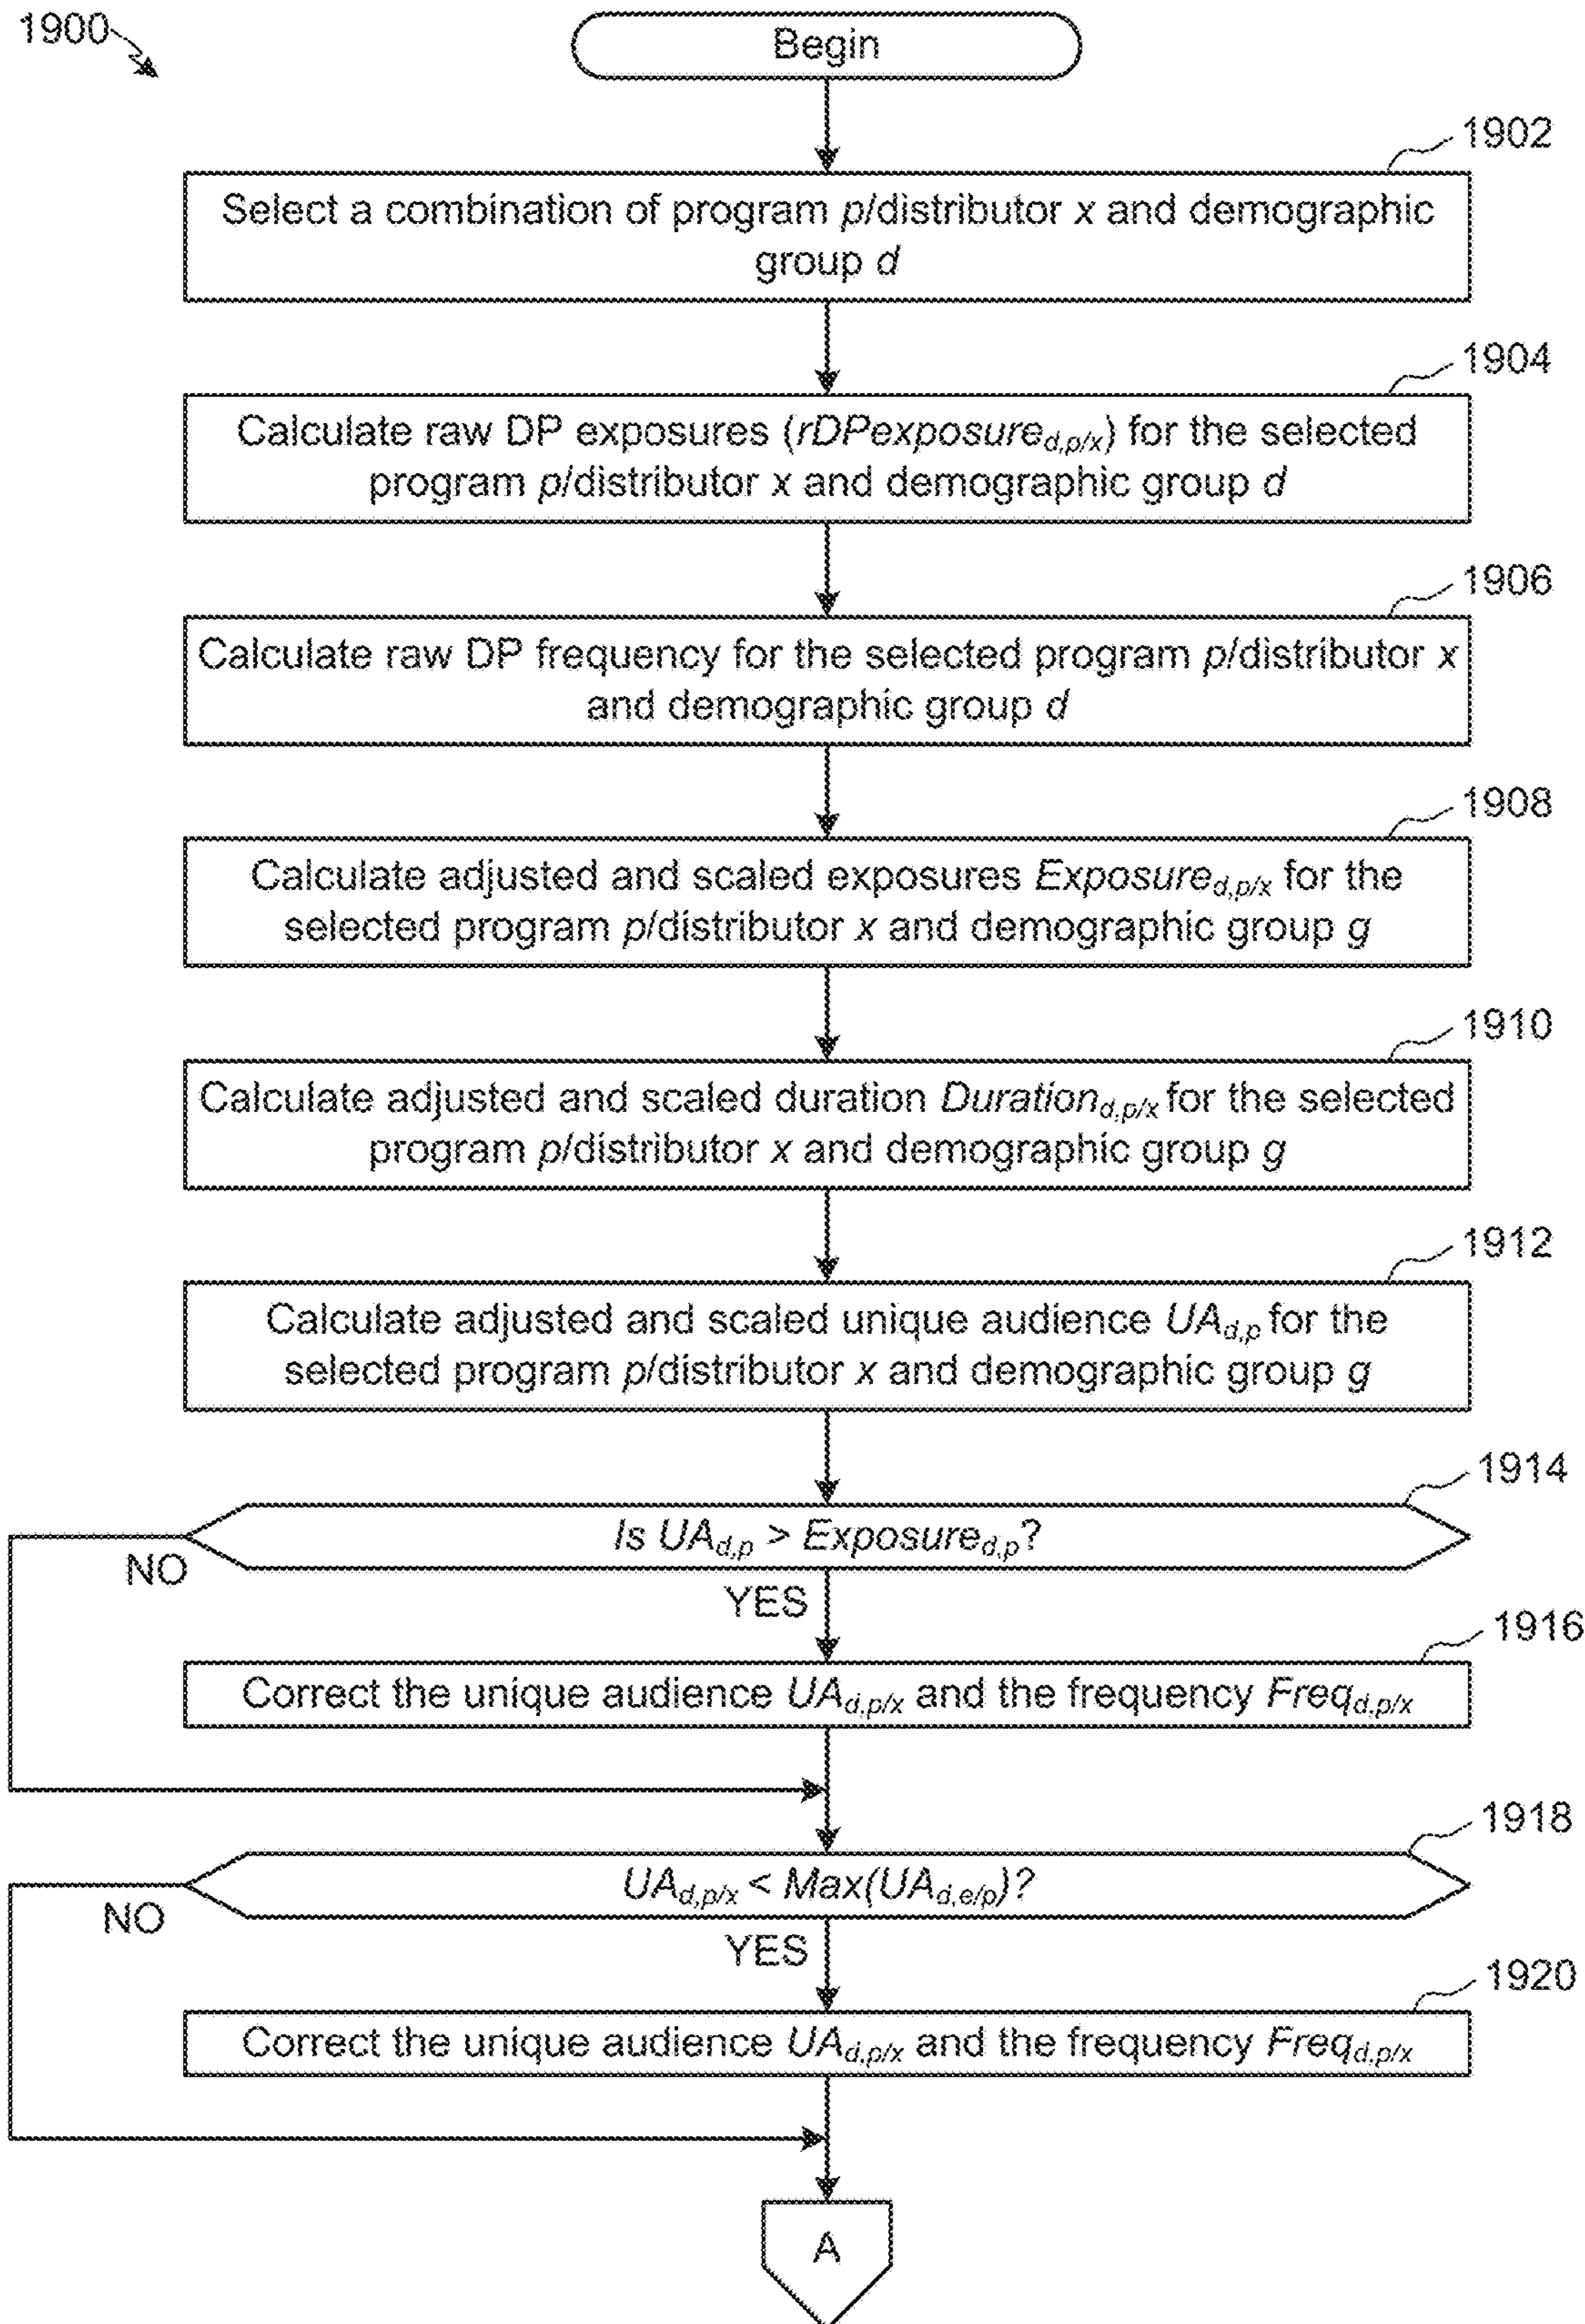 1900
Begin
1902
Select a combination of program p/distributor x and demographic
group d
1904
Calculate raw DP exposures (rDPexposured,p/x) for the selected
program p/distributor x and demographic group d
1906
Calculate raw DP frequency for the selected program p/distributor x
and demographic group d
1908
Calculate adjusted and scaled exposures Exposured,p/x for the
selected program p/distributor x and demographic group g
1910
Calculate adjusted and scaled duration Durationd,p/x for the selected
program p/distributor x and demographic group g
1912
Calculate adjusted and scaled unique audience UAd,p for the
selected program p/distributor x and demographic group g
1914
Is UAd,p > Exposured,p?
NO
YES
1916
Correct the unique audience UAd,p/x and the frequency Freqd,p/x
1918
UAd,p/x < Max(UAd,e/p)?
NO
YES
1920
Correct the unique audience UAd,p/x and the frequency Freqd,p/x
A